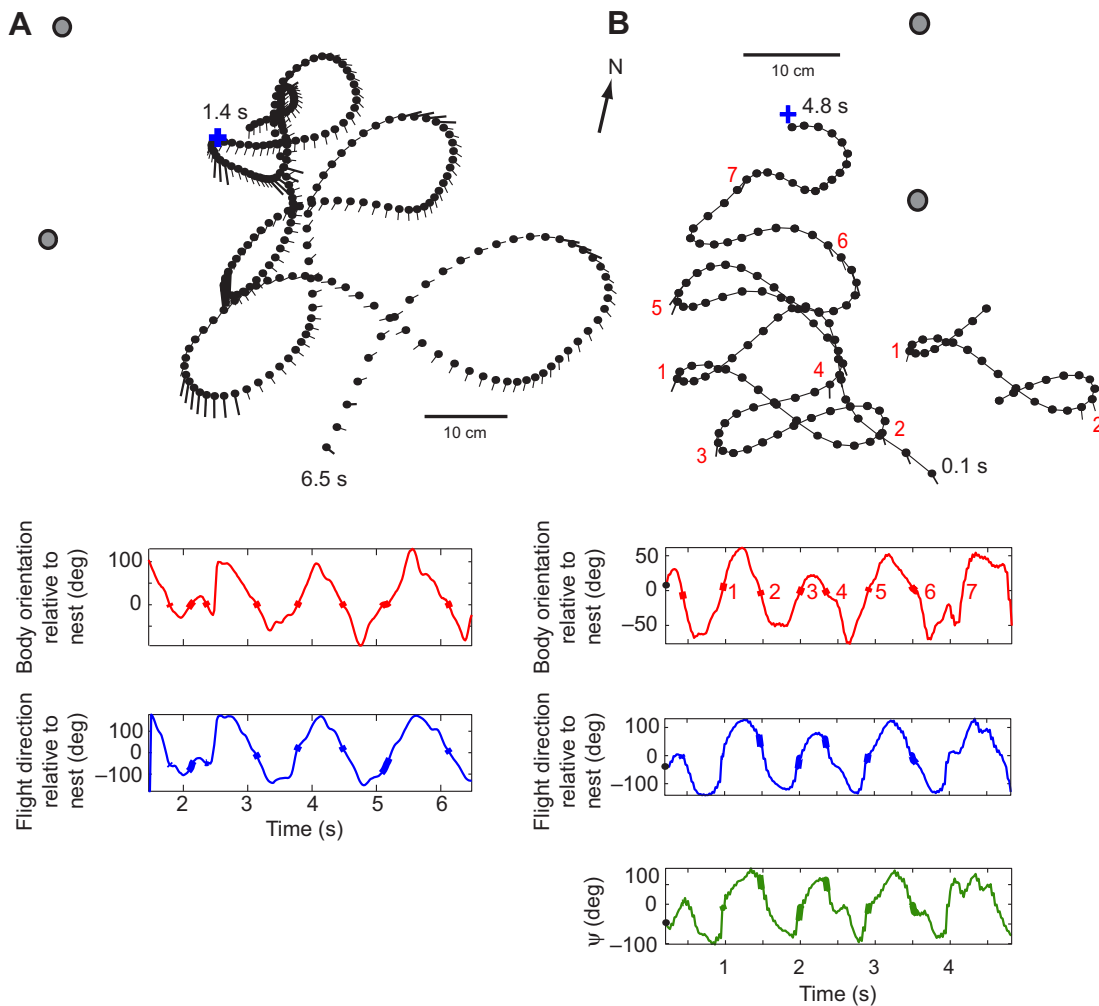 A
B
N
10 cm
1.4 s
4.8 s
7
6
5
1
4
2
3
0.1 s
1
2
10 cm
6.5 s
Body orientation
relative to
nest (deg)
100
0
Flight direction
relative to
nest (deg)
100
0
−100
2 3 4 5 6
Time (s)
Body orientation
relative to
nest (deg)
50
0
−50
1 2 3 4 5 6 7
Flight direction
relative to
nest (deg)
100
0
−100
ψ (deg)
100
0
−100
1 2 3 4
Time (s)